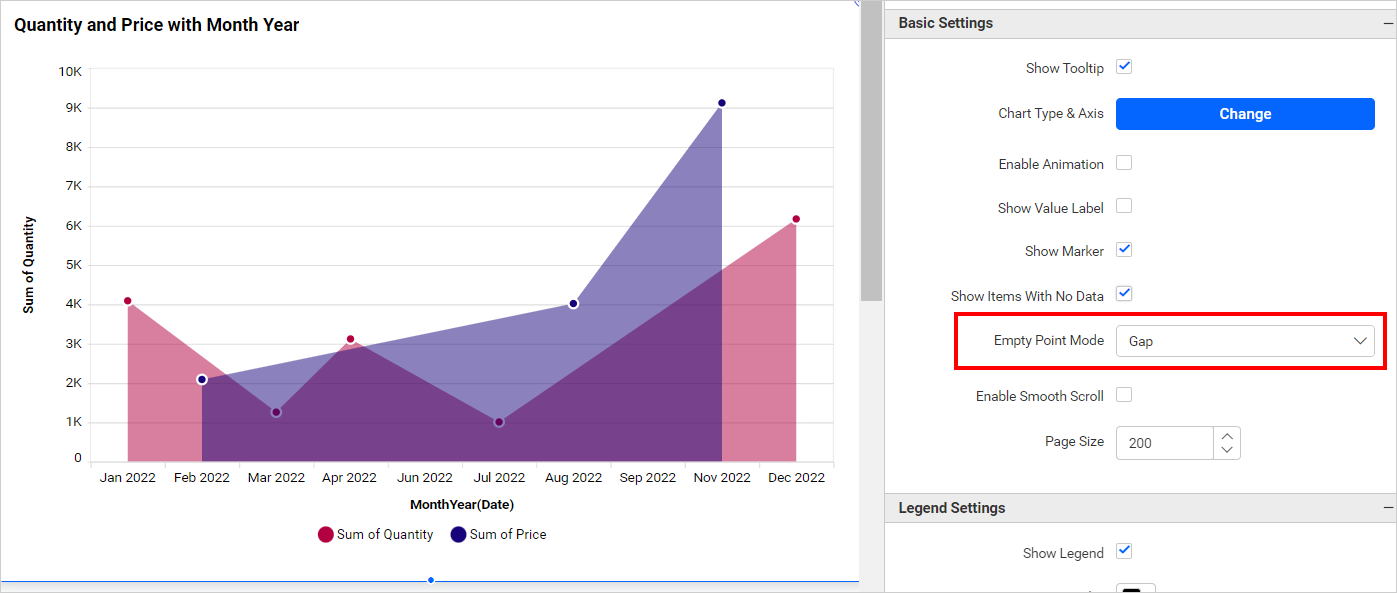 Quantity and Price with Month Year
10K
9K
8K
7K
6K
5K
4K
3K
2K
1K
0
Sum of Quantity
Jan 2022 Feb 2022 Mar 2022 Apr 2022 Jun 2022 Jul 2022 Aug 2022 Sep 2022 Nov 2022 Dec 2022
MonthYear(Date)
Sum of Quantity Sum of Price
Basic Settings
Show Tooltip
Chart Type & Axis Change
Enable Animation
Show Value Label
Show Marker
Show Items With No Data
Empty Point Mode Gap
Enable Smooth Scroll
Page Size 200
Legend Settings
Show Legend